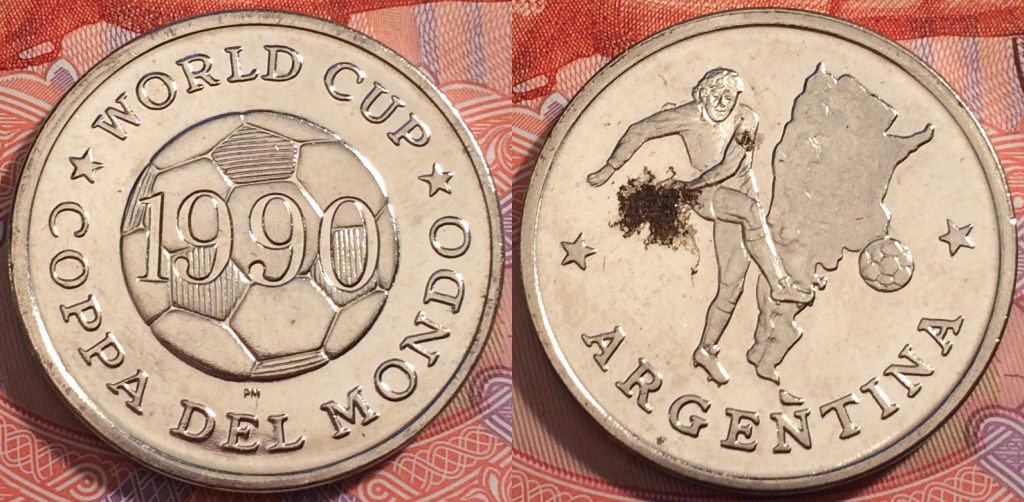 WORLD CUP
1990
COPPA DEL MONDO
PM
ARGENTINA